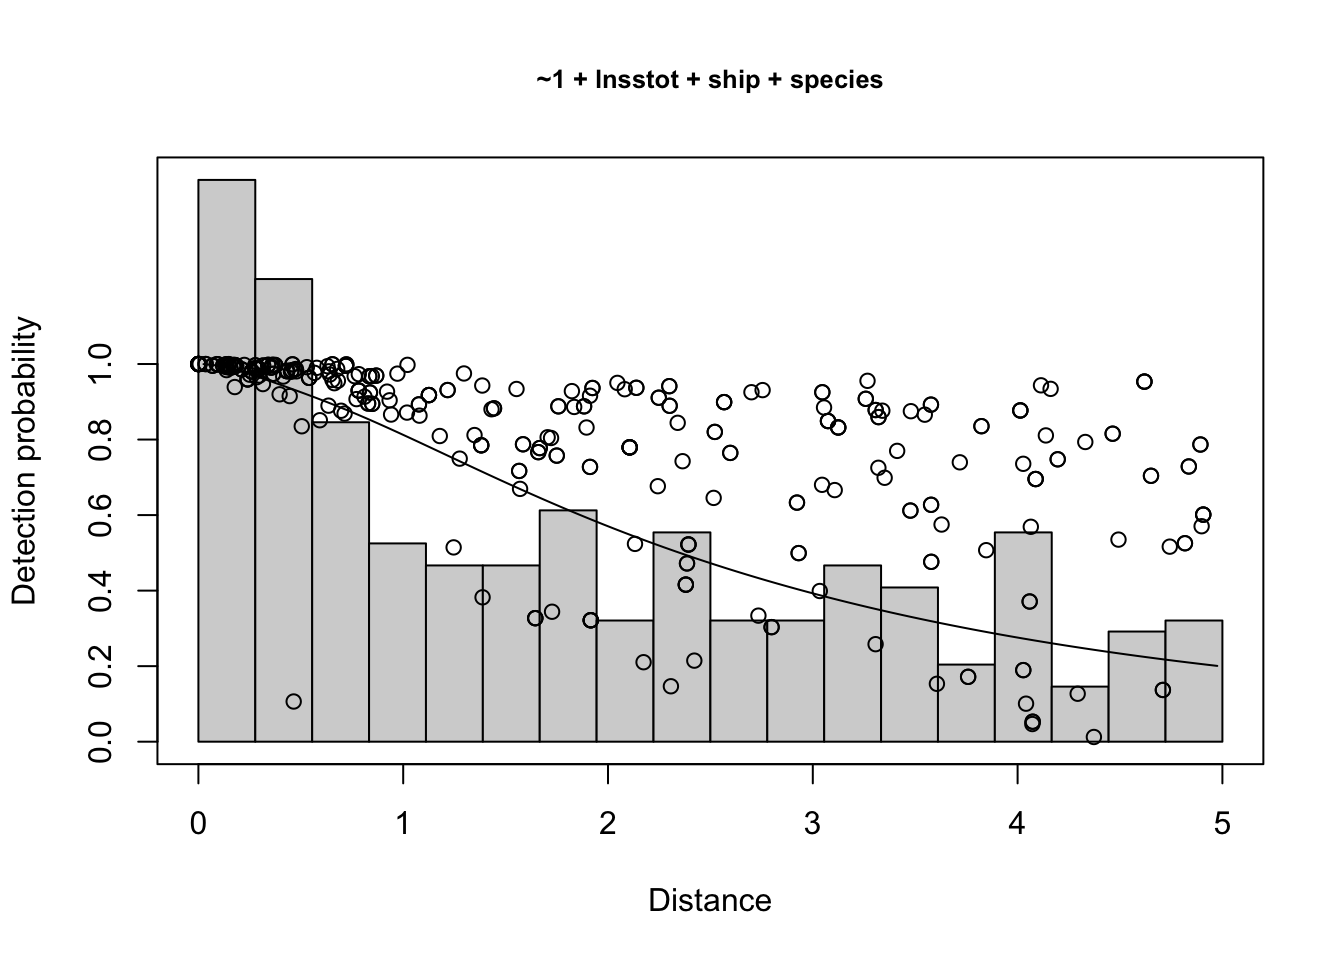 ~1 + lnsstot + ship + species
Detection probability
1.0
0.8
0.6
0.4
0.2
0.0
0 1 2 3 4 5
Distance